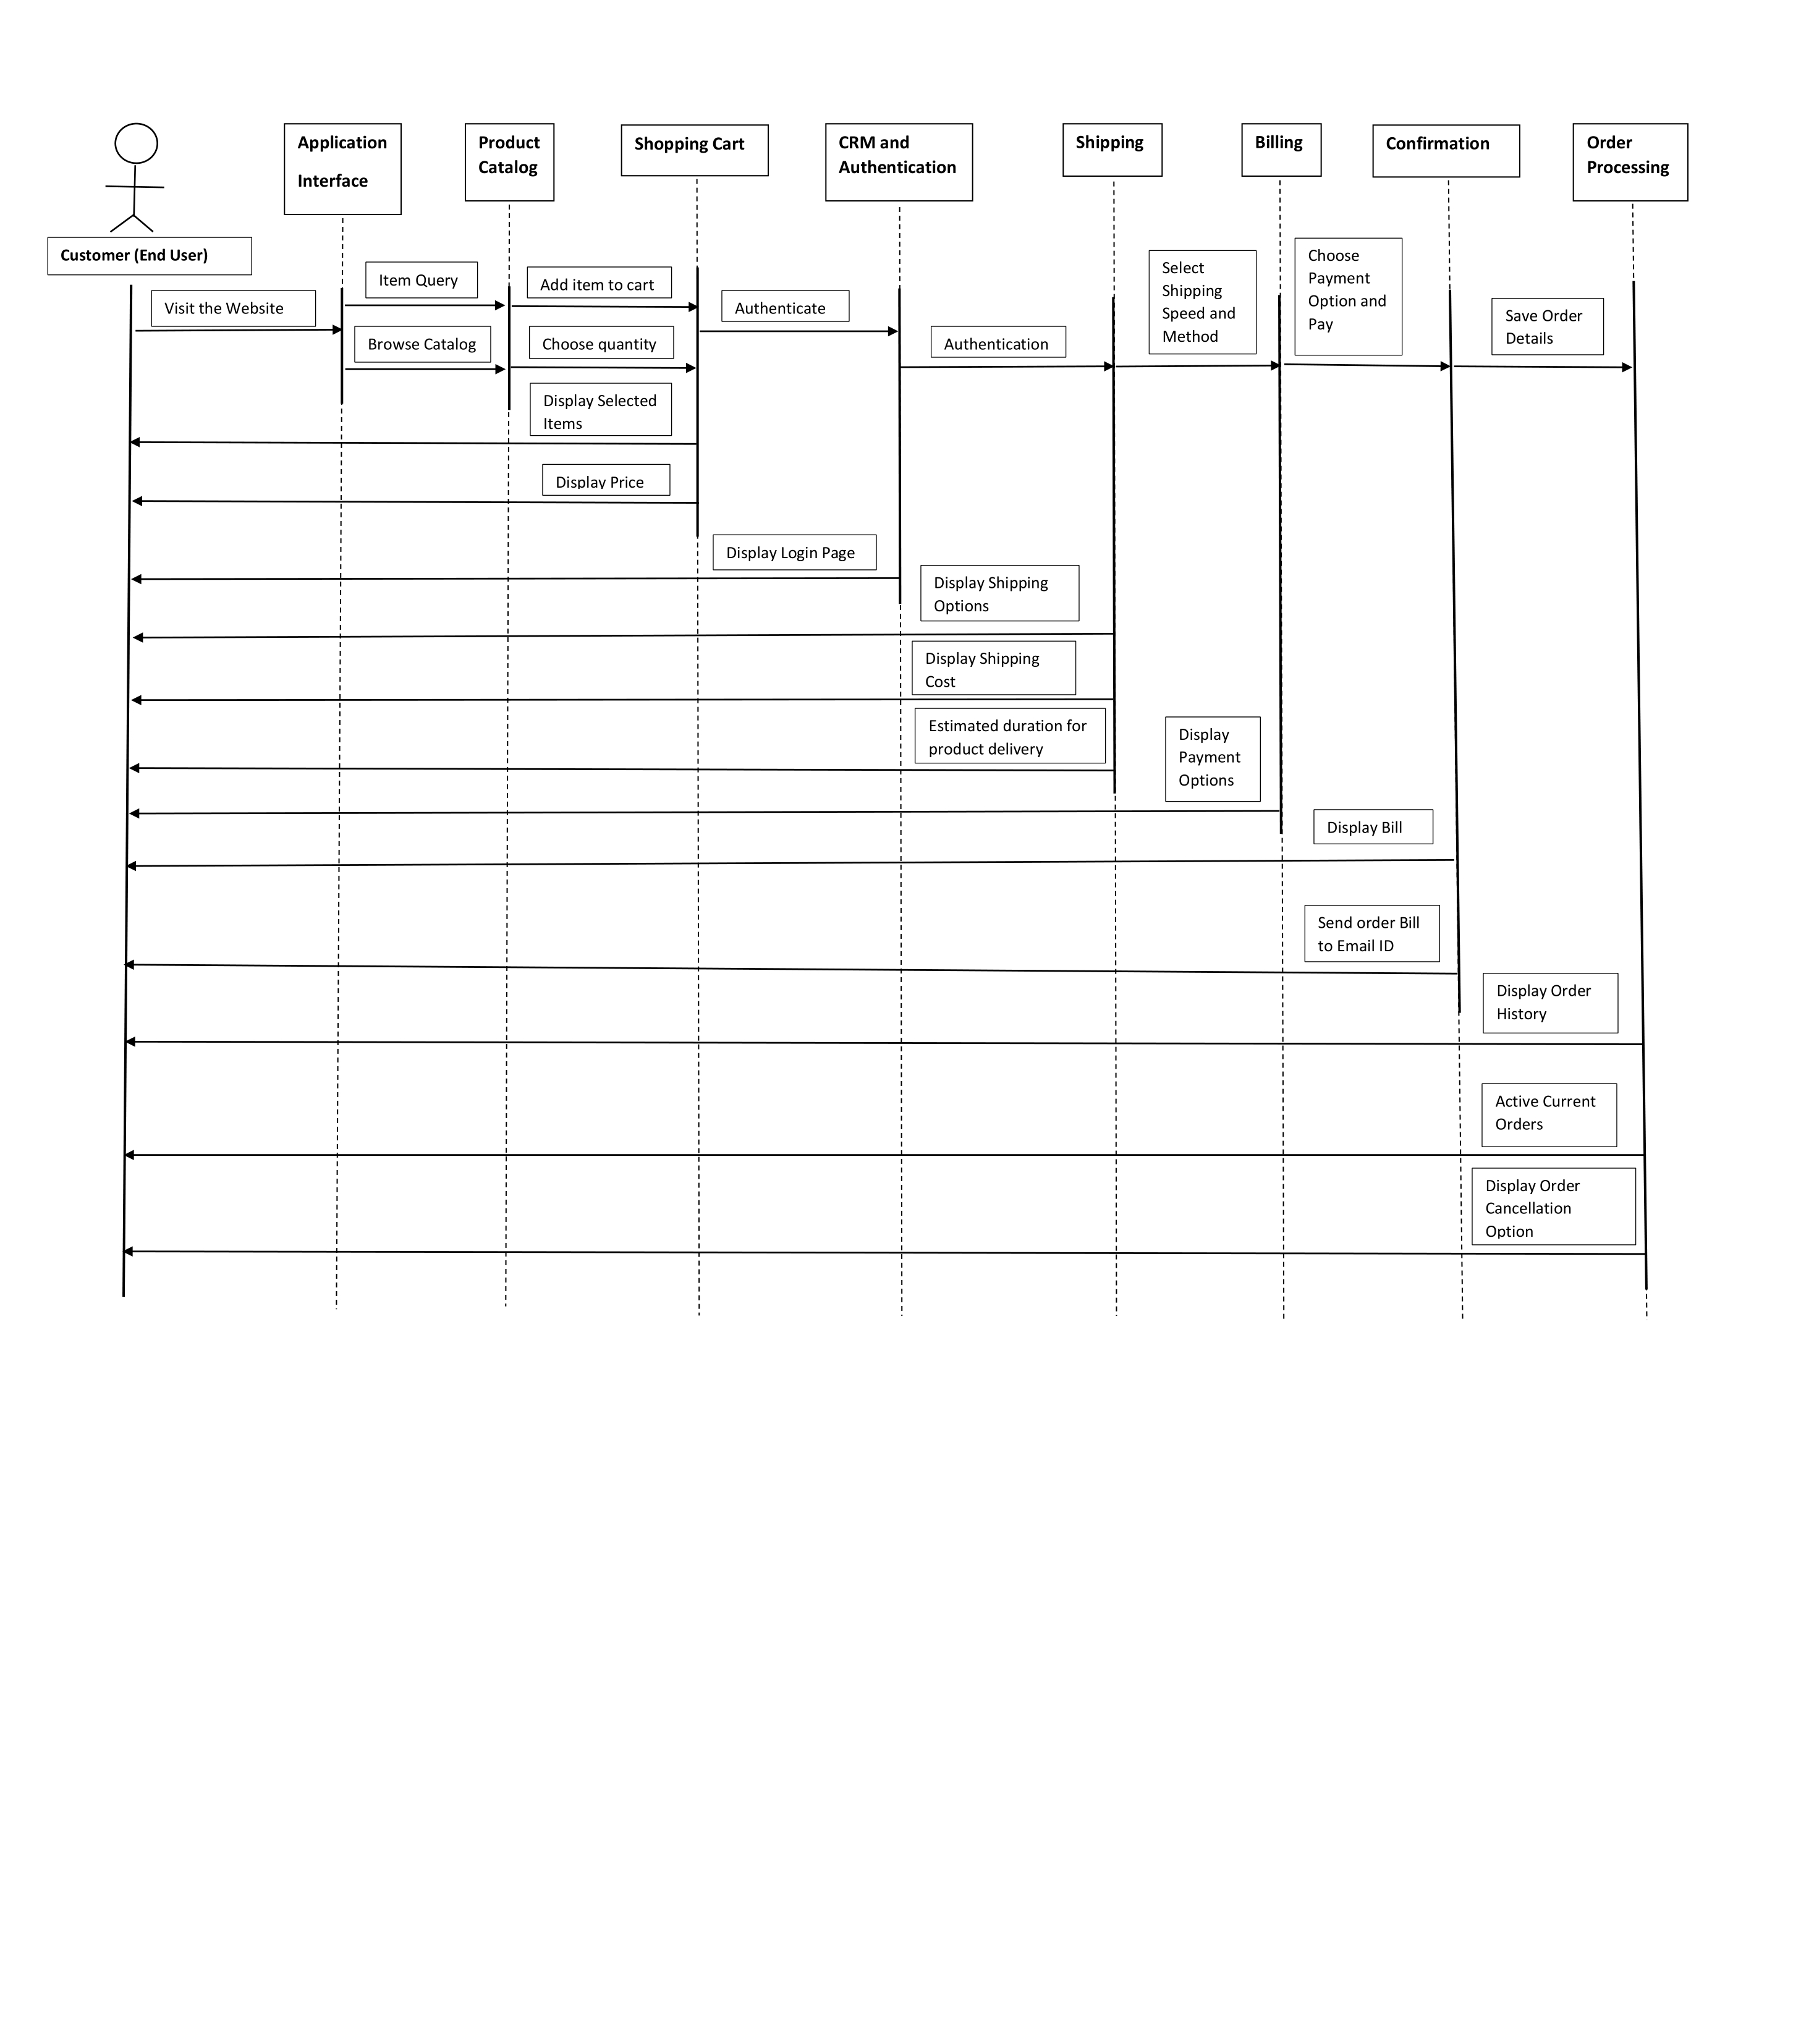 Application
Interface
Product
Catalog
Shopping Cart
CRM and
Authentication
Shipping
Billing
Confirmation
Order
Processing
Customer (End User)
Visit the Website
Item Query
Browse Catalog
Add item to cart
Choose quantity
Display Selected
Items
Display Price
Authenticate
Authentication
Select
Shipping
Speed and
Method
Choose
Payment
Option and
Pay
Save Order
Details
Display Login Page
Display Shipping
Options
Display Shipping
Cost
Estimated duration for
product delivery
Display
Payment
Options
Display Bill
Send order Bill
to Email ID
Display Order
History
Active Current
Orders
Display Order
Cancellation
Option